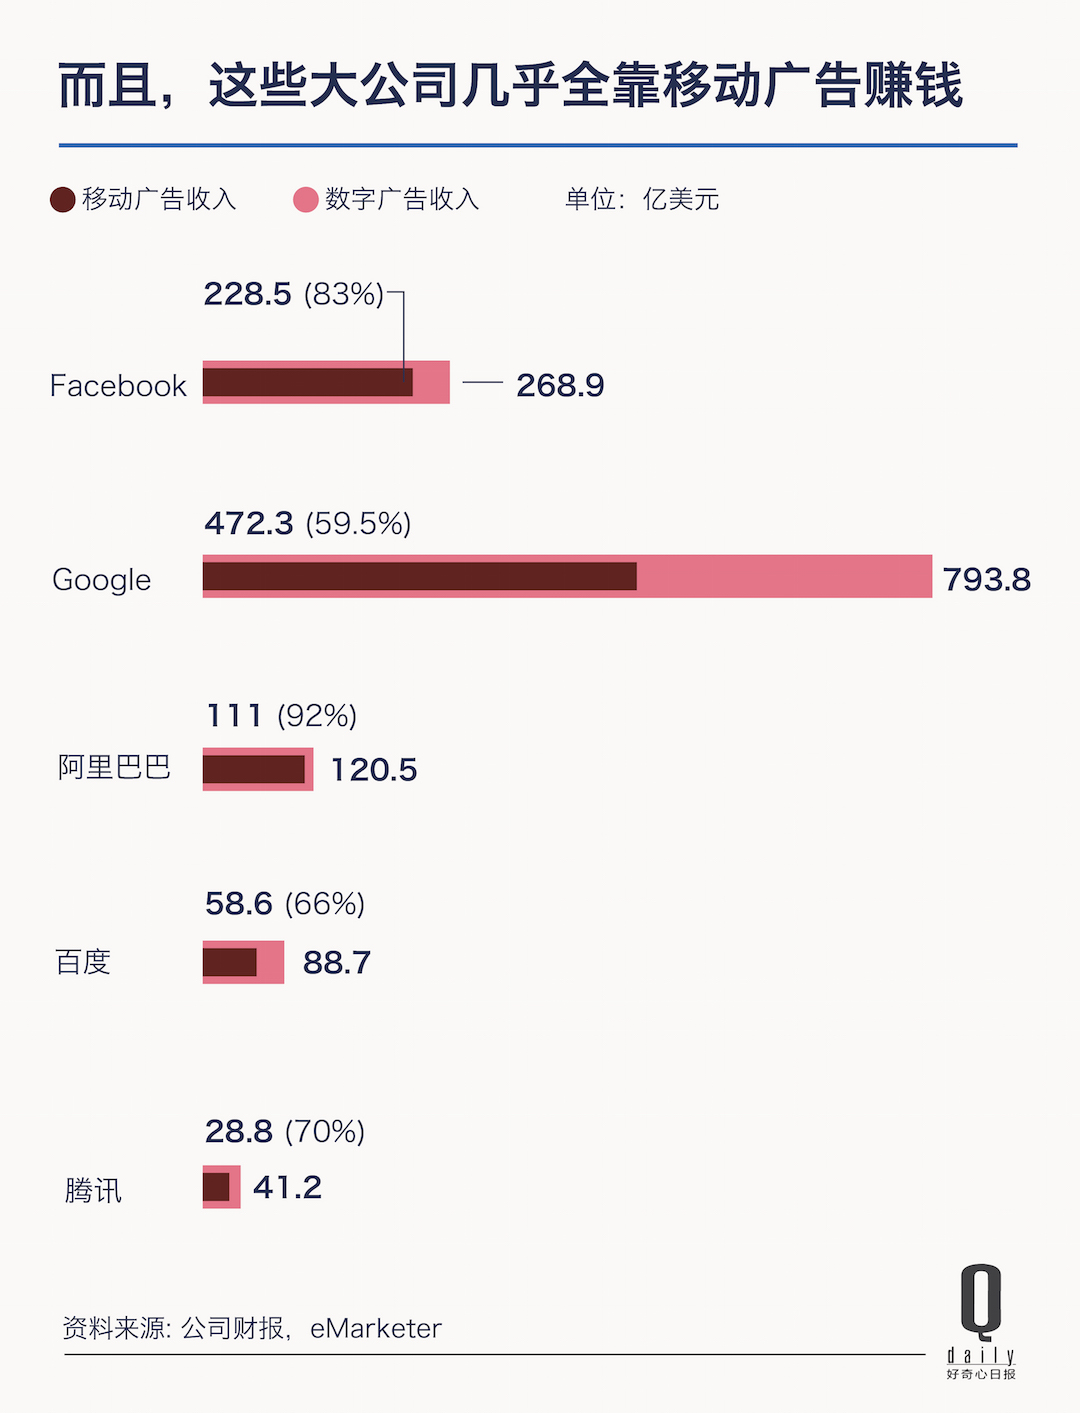 而且，这些大公司几乎全靠移动广告赚钱
移动广告收入 数字广告收入 单位：亿美元
228.5 (83%)
Facebook 268.9
472.3 (59.5%)
Google 793.8
111 (92%)
阿里巴巴 120.5
58.6 (66%)
百度 88.7
28.8 (70%)
腾讯 41.2
资料来源: 公司财报，eMarketer
Q
daily
好奇心日报